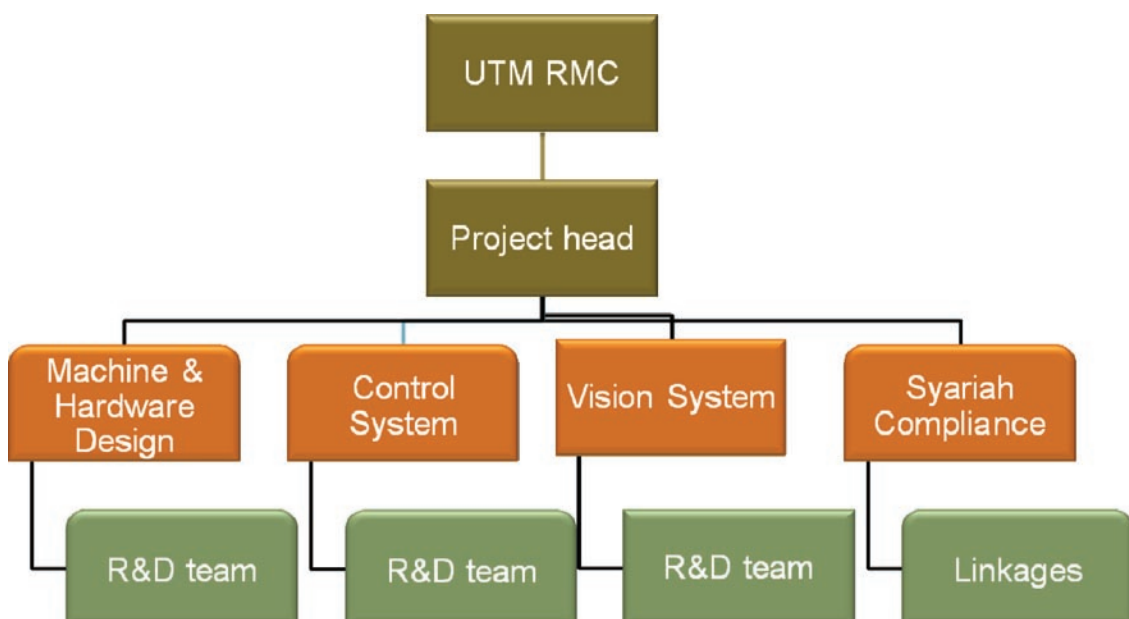 UTM RMC
Project head
Machine &
Hardware
Design
Control
System
Vision System
Syariah
Compliance
R&D team
R&D team
R&D team
Linkages